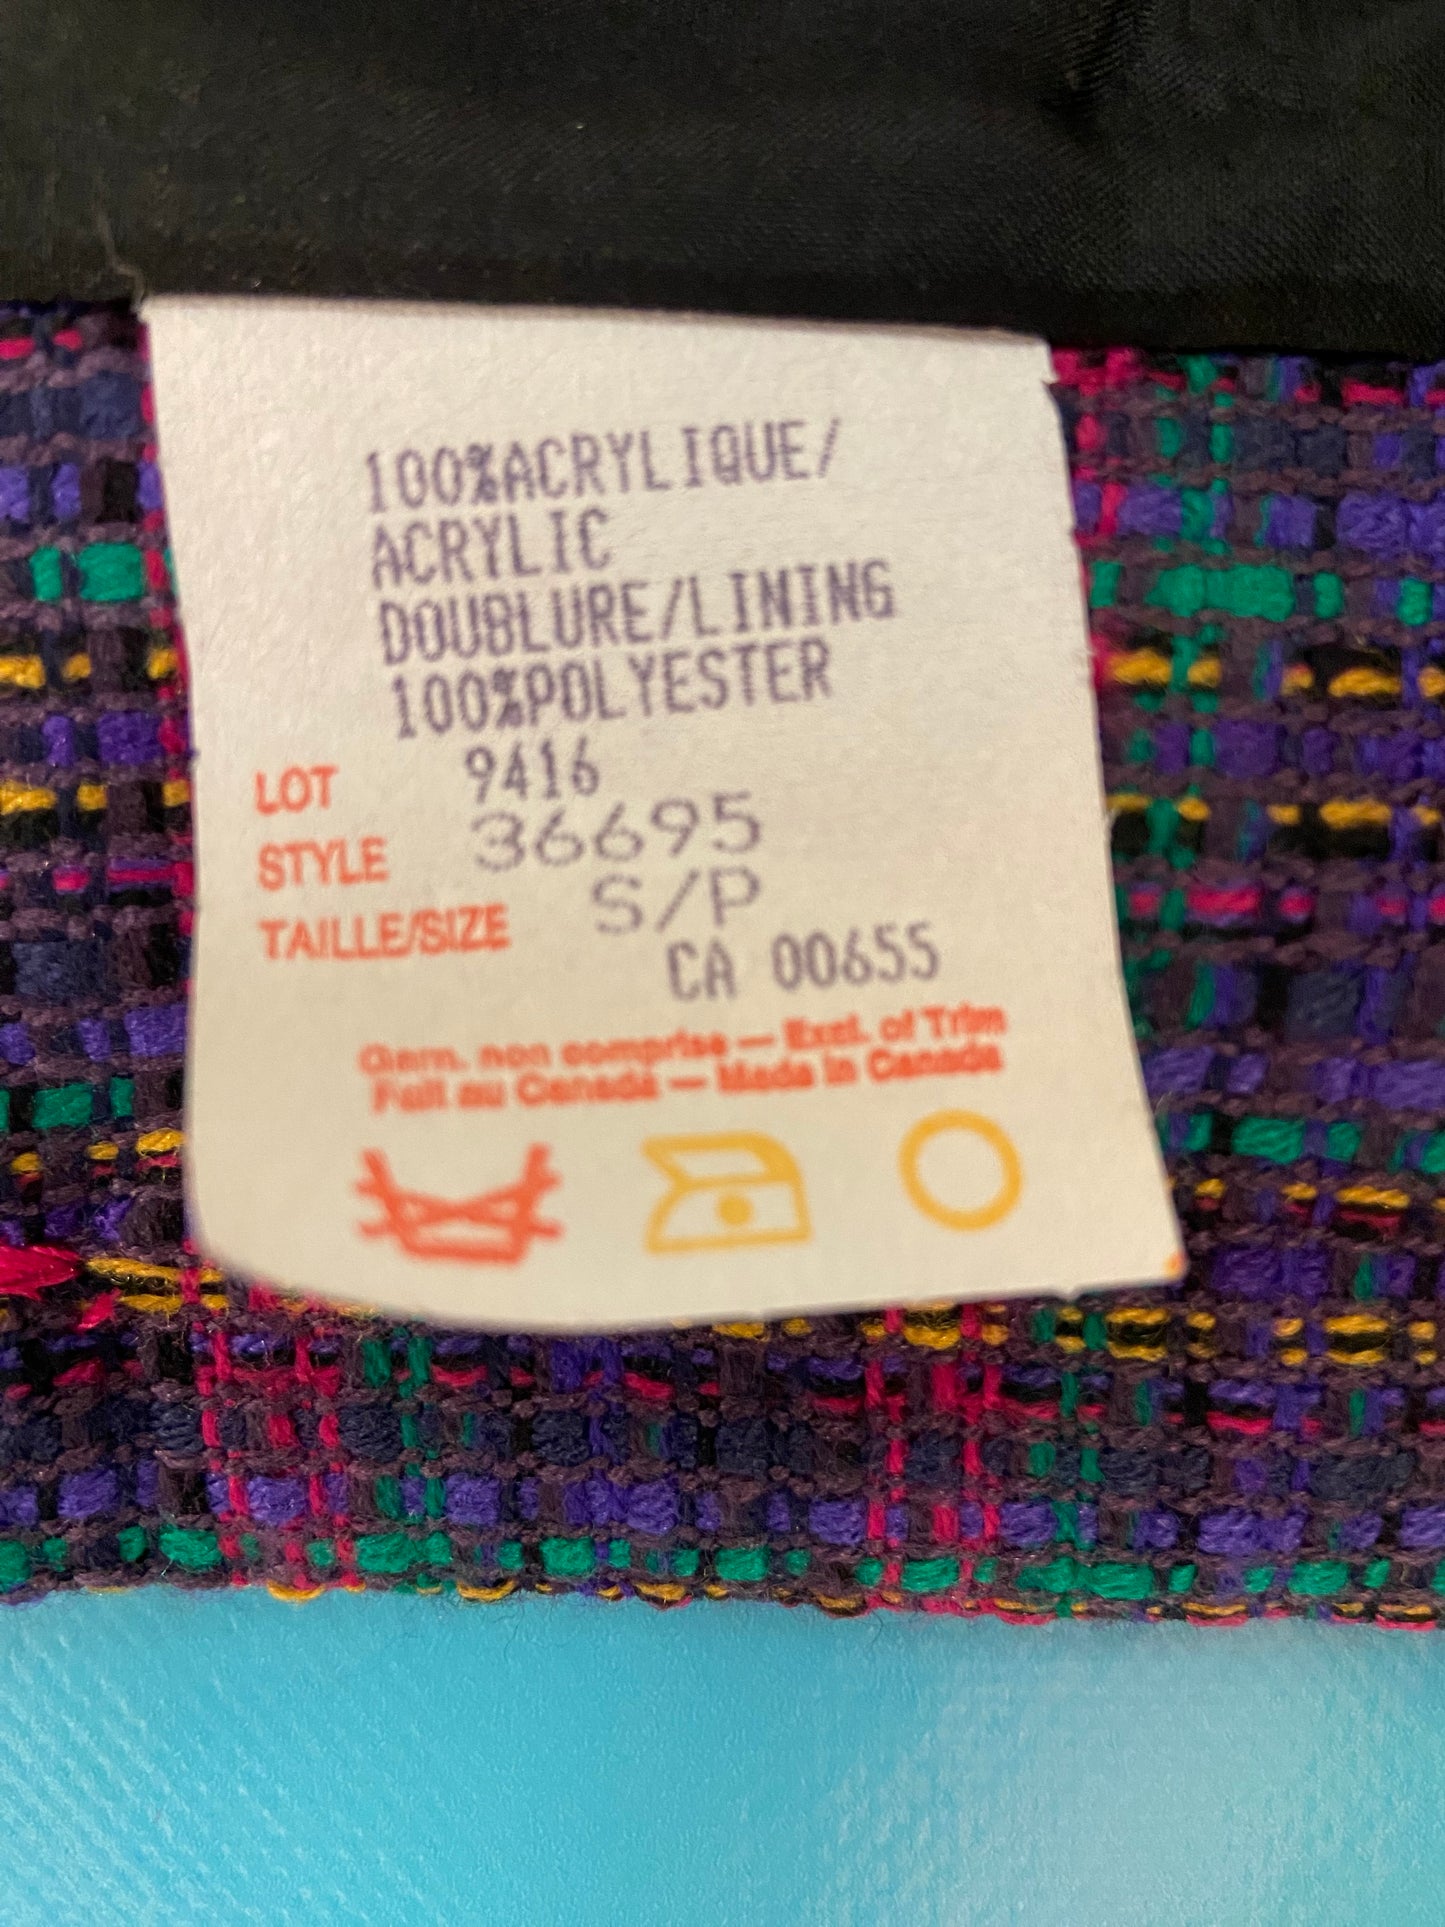 100%ACRYLIQUE/
ACRYLIC
DOUBLURE/LINING
100%POLYESTER
LOT 9416
STYLE 36695
TAILLE/SIZE S/P
CA 00655
Garn. non comprise — Excl. of Trim
Fait au Canada — Made in Canada